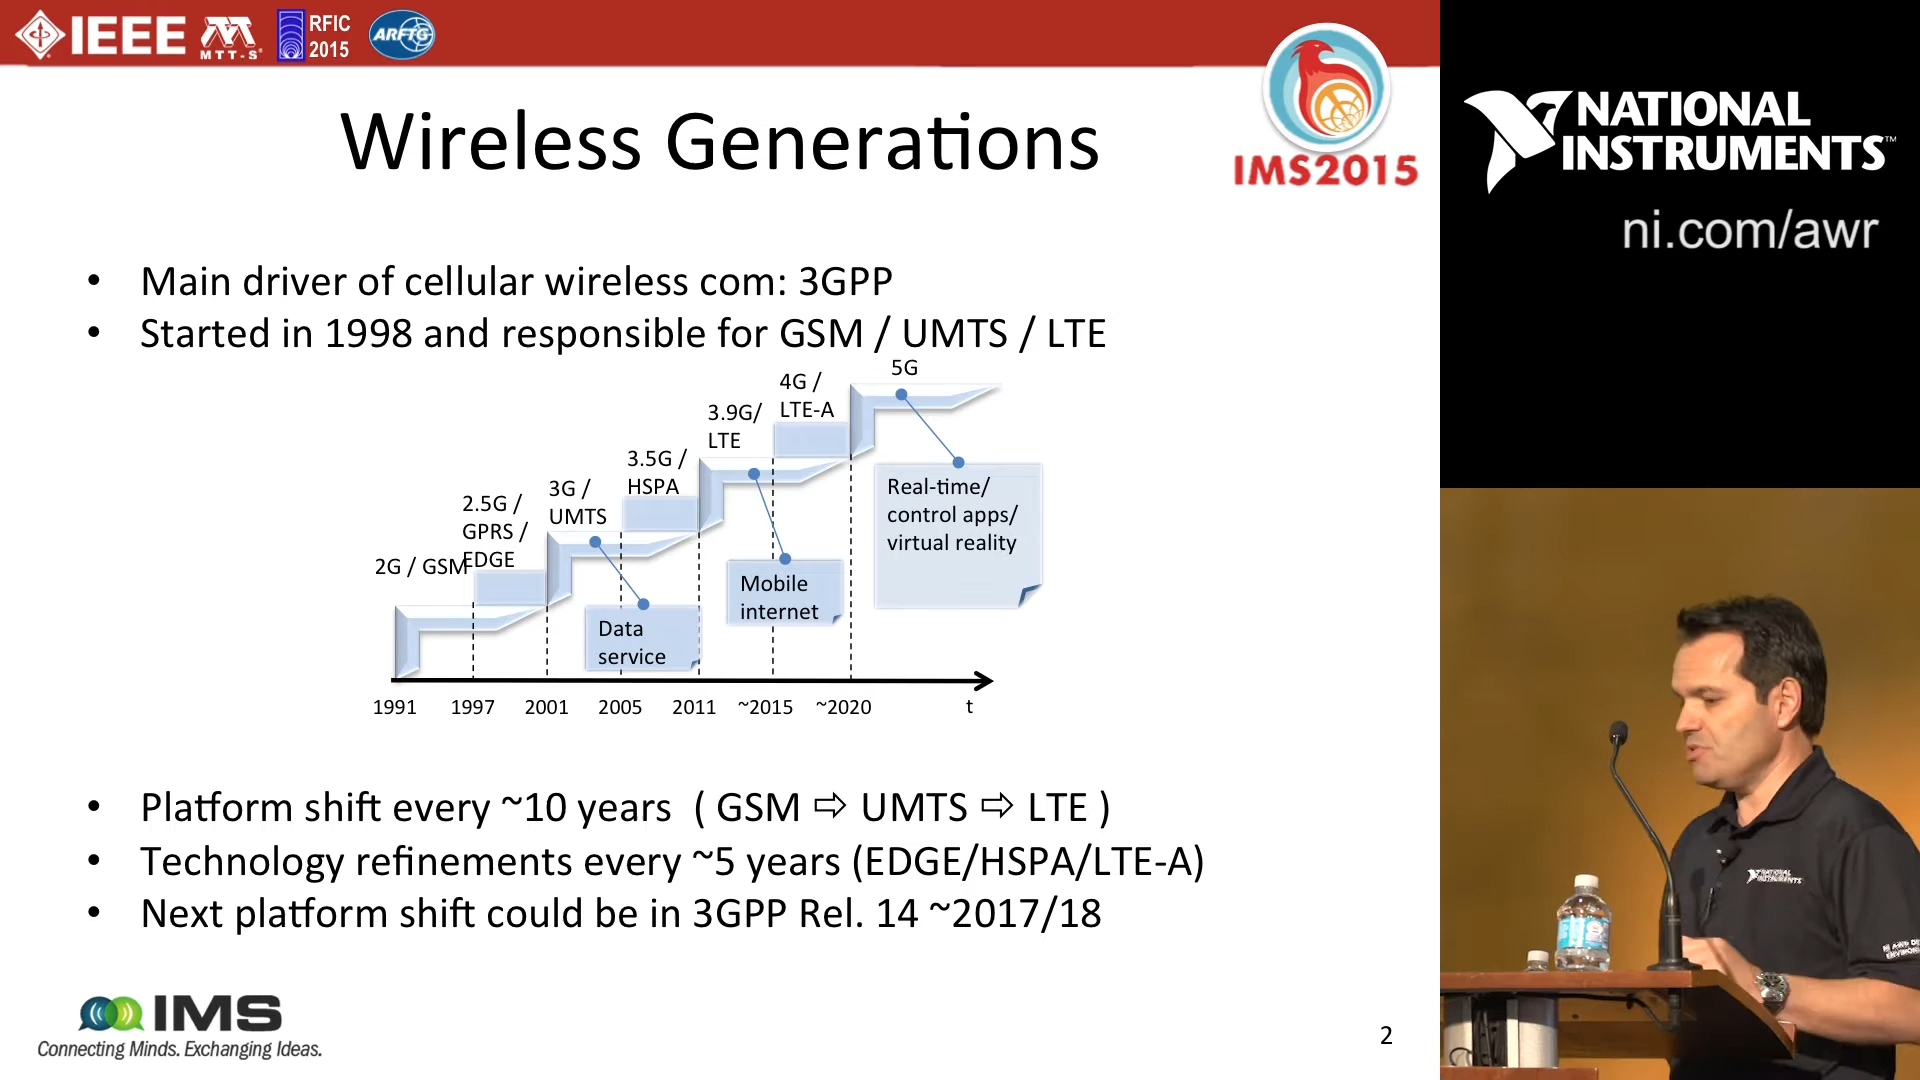 IEEE
MTT-S
RFIC
2015
ARFTG
IMS2015
NATIONAL
INSTRUMENTS™
ni.com/awr
Wireless Generations
• Main driver of cellular wireless com: 3GPP
• Started in 1998 and responsible for GSM / UMTS / LTE
5G
4G /
LTE-A
3.9G/
LTE
3.5G /
HSPA
3G /
UMTS
2.5G /
GPRS /
EDGE
2G / GSM
Real-time/
control apps/
virtual reality
Mobile
internet
Data
service
1991 1997 2001 2005 2011 ~2015 ~2020 t
• Platform shift every ~10 years ( GSM ⇨ UMTS ⇨ LTE )
• Technology refinements every ~5 years (EDGE/HSPA/LTE-A)
• Next platform shift could be in 3GPP Rel. 14 ~2017/18
IMS
Connecting Minds. Exchanging Ideas.
2
NATIONAL
INSTRUMENTS